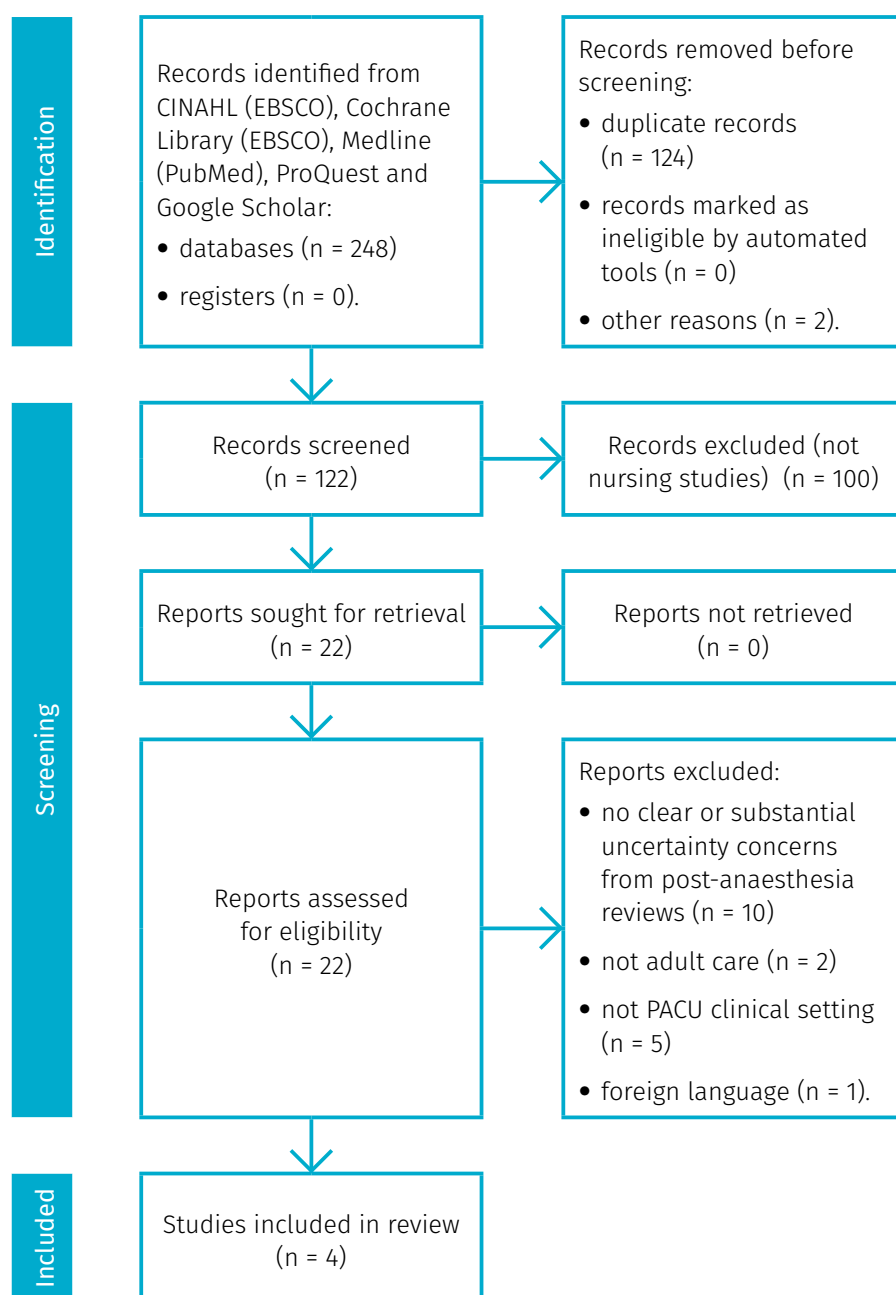 Identification
Records identified from
CINAHL (EBSCO), Cochrane
Library (EBSCO), Medline
(PubMed), ProQuest and
Google Scholar:
• databases (n = 248)
• registers (n = 0).
Records removed before
screening:
• duplicate records
(n = 124)
• records marked as
ineligible by automated
tools (n = 0)
• other reasons (n = 2).
Screening
Records screened
(n = 122)
Records excluded (not
nursing studies) (n = 100)
Reports sought for retrieval
(n = 22)
Reports not retrieved
(n = 0)
Reports assessed
for eligibility
(n = 22)
Reports excluded:
• no clear or substantial
uncertainty concerns
from post-anaesthesia
reviews (n = 10)
• not adult care (n = 2)
• not PACU clinical setting
(n = 5)
• foreign language (n = 1).
Included
Studies included in review
(n = 4)